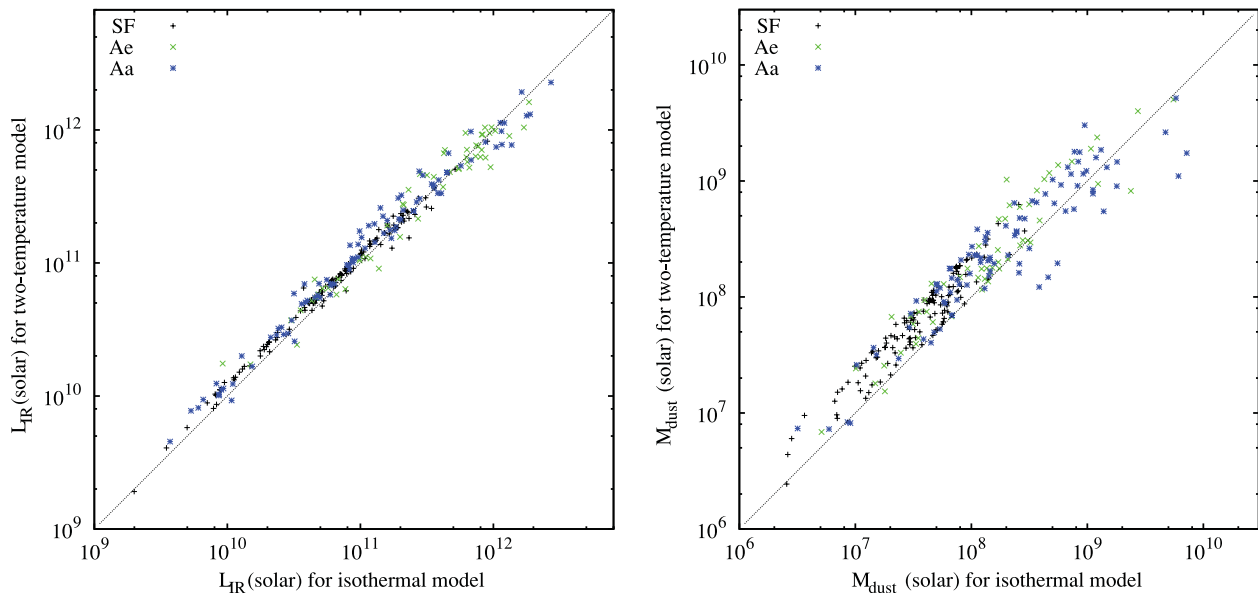 SF
Ae
Aa
10^12
10^11
10^10
10^9
L_IR(solar) for two-temperature model
10^9 10^10 10^11 10^12
L_IR(solar) for isothermal model
SF
Ae
Aa
10^10
10^9
10^8
10^7
10^6
M_dust (solar) for two-temperature model
10^6 10^7 10^8 10^9 10^10
M_dust (solar) for isothermal model